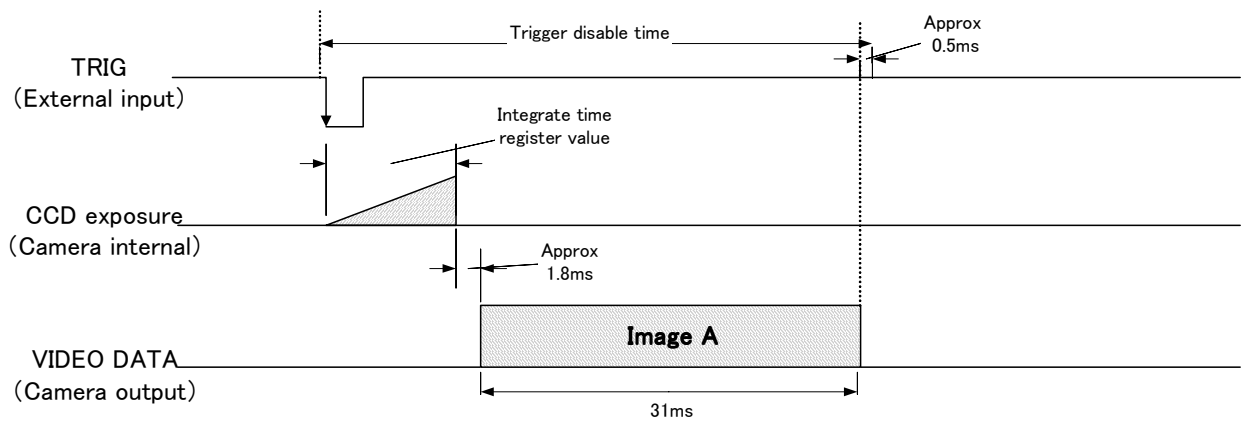 Trigger disable time
Approx
0.5ms
TRIG
（External input）
Integrate time
register value
CCD exposure
（Camera internal）
Approx
1.8ms
Image A
VIDEO DATA
（Camera output）
31ms